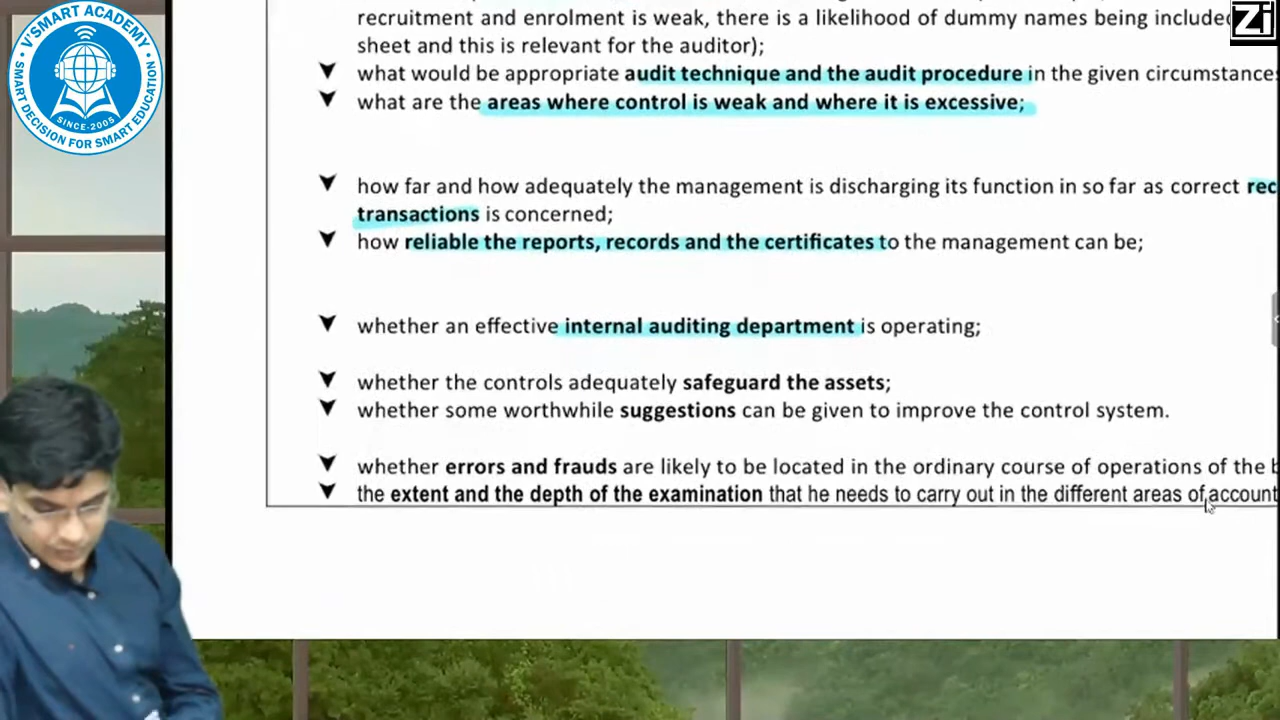 V'SMART ACADEMY
SINCE-2005
SMART DECISION FOR SMART EDUCATION
Zi
recruitment and enrolment is weak, there is a likelihood of dummy names being include
sheet and this is relevant for the auditor);
what would be appropriate audit technique and the audit procedure in the given circumstance
what are the areas where control is weak and where it is excessive;
how far and how adequately the management is discharging its function in so far as correct rec
transactions is concerned;
how reliable the reports, records and the certificates to the management can be;
whether an effective internal auditing department is operating;
whether the controls adequately safeguard the assets;
whether some worthwhile suggestions can be given to improve the control system.
whether errors and frauds are likely to be located in the ordinary course of operations of the b
the extent and the depth of the examination that he needs to carry out in the different areas of account